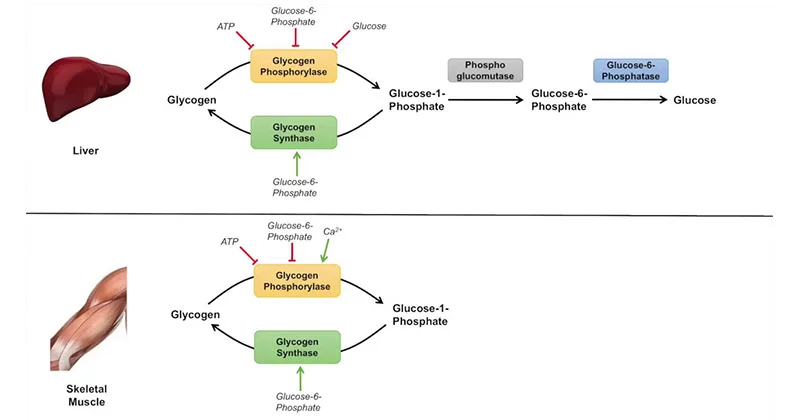 Glucose-6-
Phosphate
ATP
Glucose
Glycogen
Phosphorylase
Phospho
glucomutase
Glucose-6-
Phosphatase
Glycogen
Glucose-1-
Phosphate
Glucose-6-
Phosphate
Glucose
Glycogen
Synthase
Liver
Glucose-6-
Phosphate
Glucose-6-
Phosphate
ATP
Ca²⁺
Glycogen
Phosphorylase
Glycogen
Glucose-1-
Phosphate
Glycogen
Synthase
Skeletal
Muscle
Glucose-6-
Phosphate